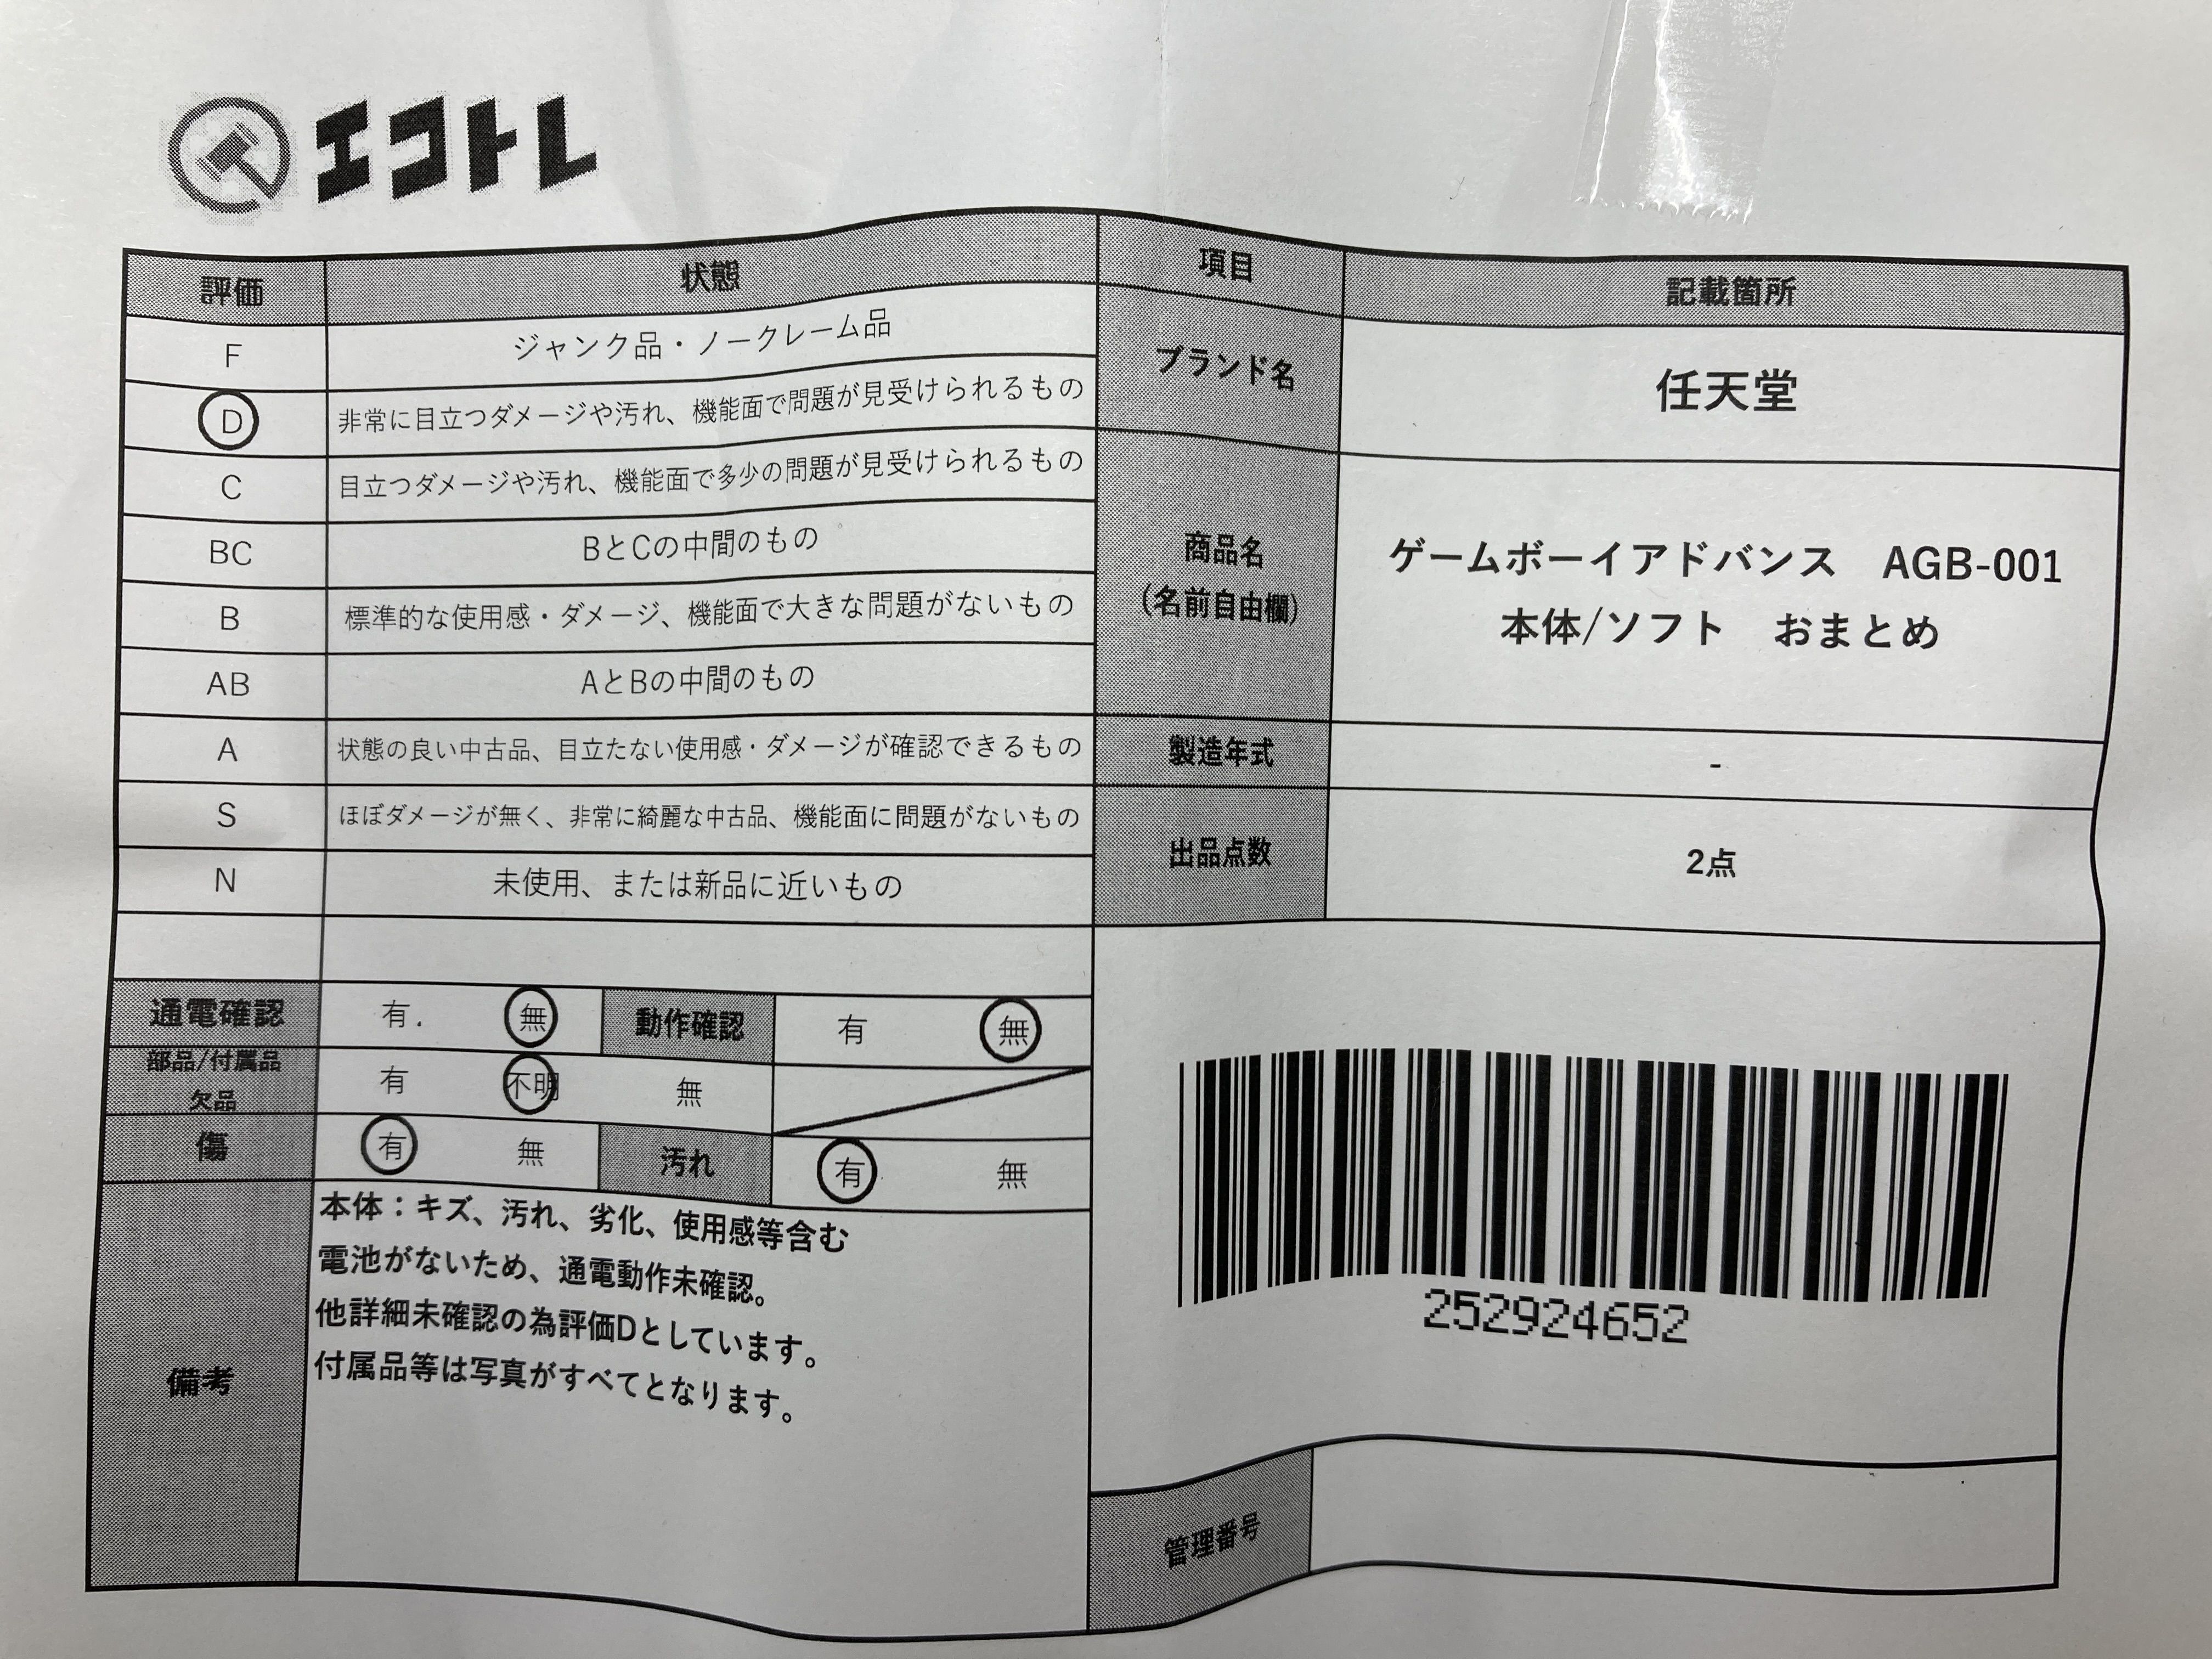 エコトレ
評価 状態
F ジャンク品・ノークレーム品
D 非常に目立つダメージや汚れ、機能面で問題が見受けられるもの
C 目立つダメージや汚れ、機能面で多少の問題が見受けられるもの
BC BとCの中間のもの
B 標準的な使用感・ダメージ、機能面で大きな問題がないもの
AB AとBの中間のもの
A 状態の良い中古品、目立たない使用感・ダメージが確認できるもの
S ほぼダメージが無く、非常に綺麗な中古品、機能面に問題がないもの
N 未使用、または新品に近いもの
通電確認 有. 無 動作確認 有 無
部品/付属品
欠品 有 不明 無
傷 有 無 汚れ 有 無
備考
本体：キズ、汚れ、劣化、使用感等含む
電池がないため、通電動作未確認。
他詳細未確認の為評価Dとしています。
付属品等は写真がすべてとなります。
項目 記載箇所
ブランド名 任天堂
商品名
(名前自由欄)
ゲームボーイアドバンス AGB-001
本体/ソフト おまとめ
製造年式 -
出品点数 2点
252924652
管理番号